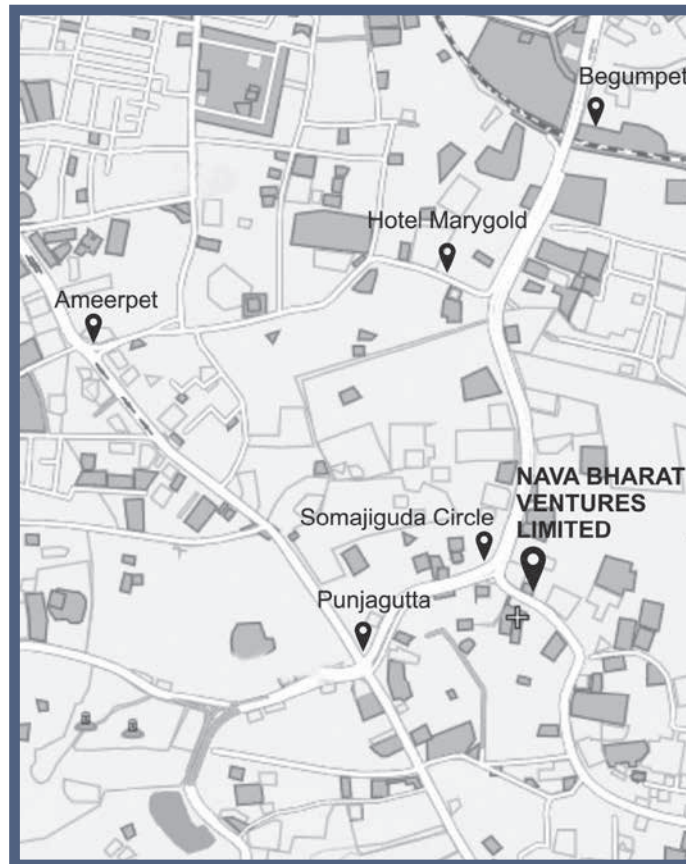 Begumpet
Hotel Marygold
Ameerpet
NAVA BHARAT
VENTURES
LIMITED
Somajiguda Circle
Punjagutta